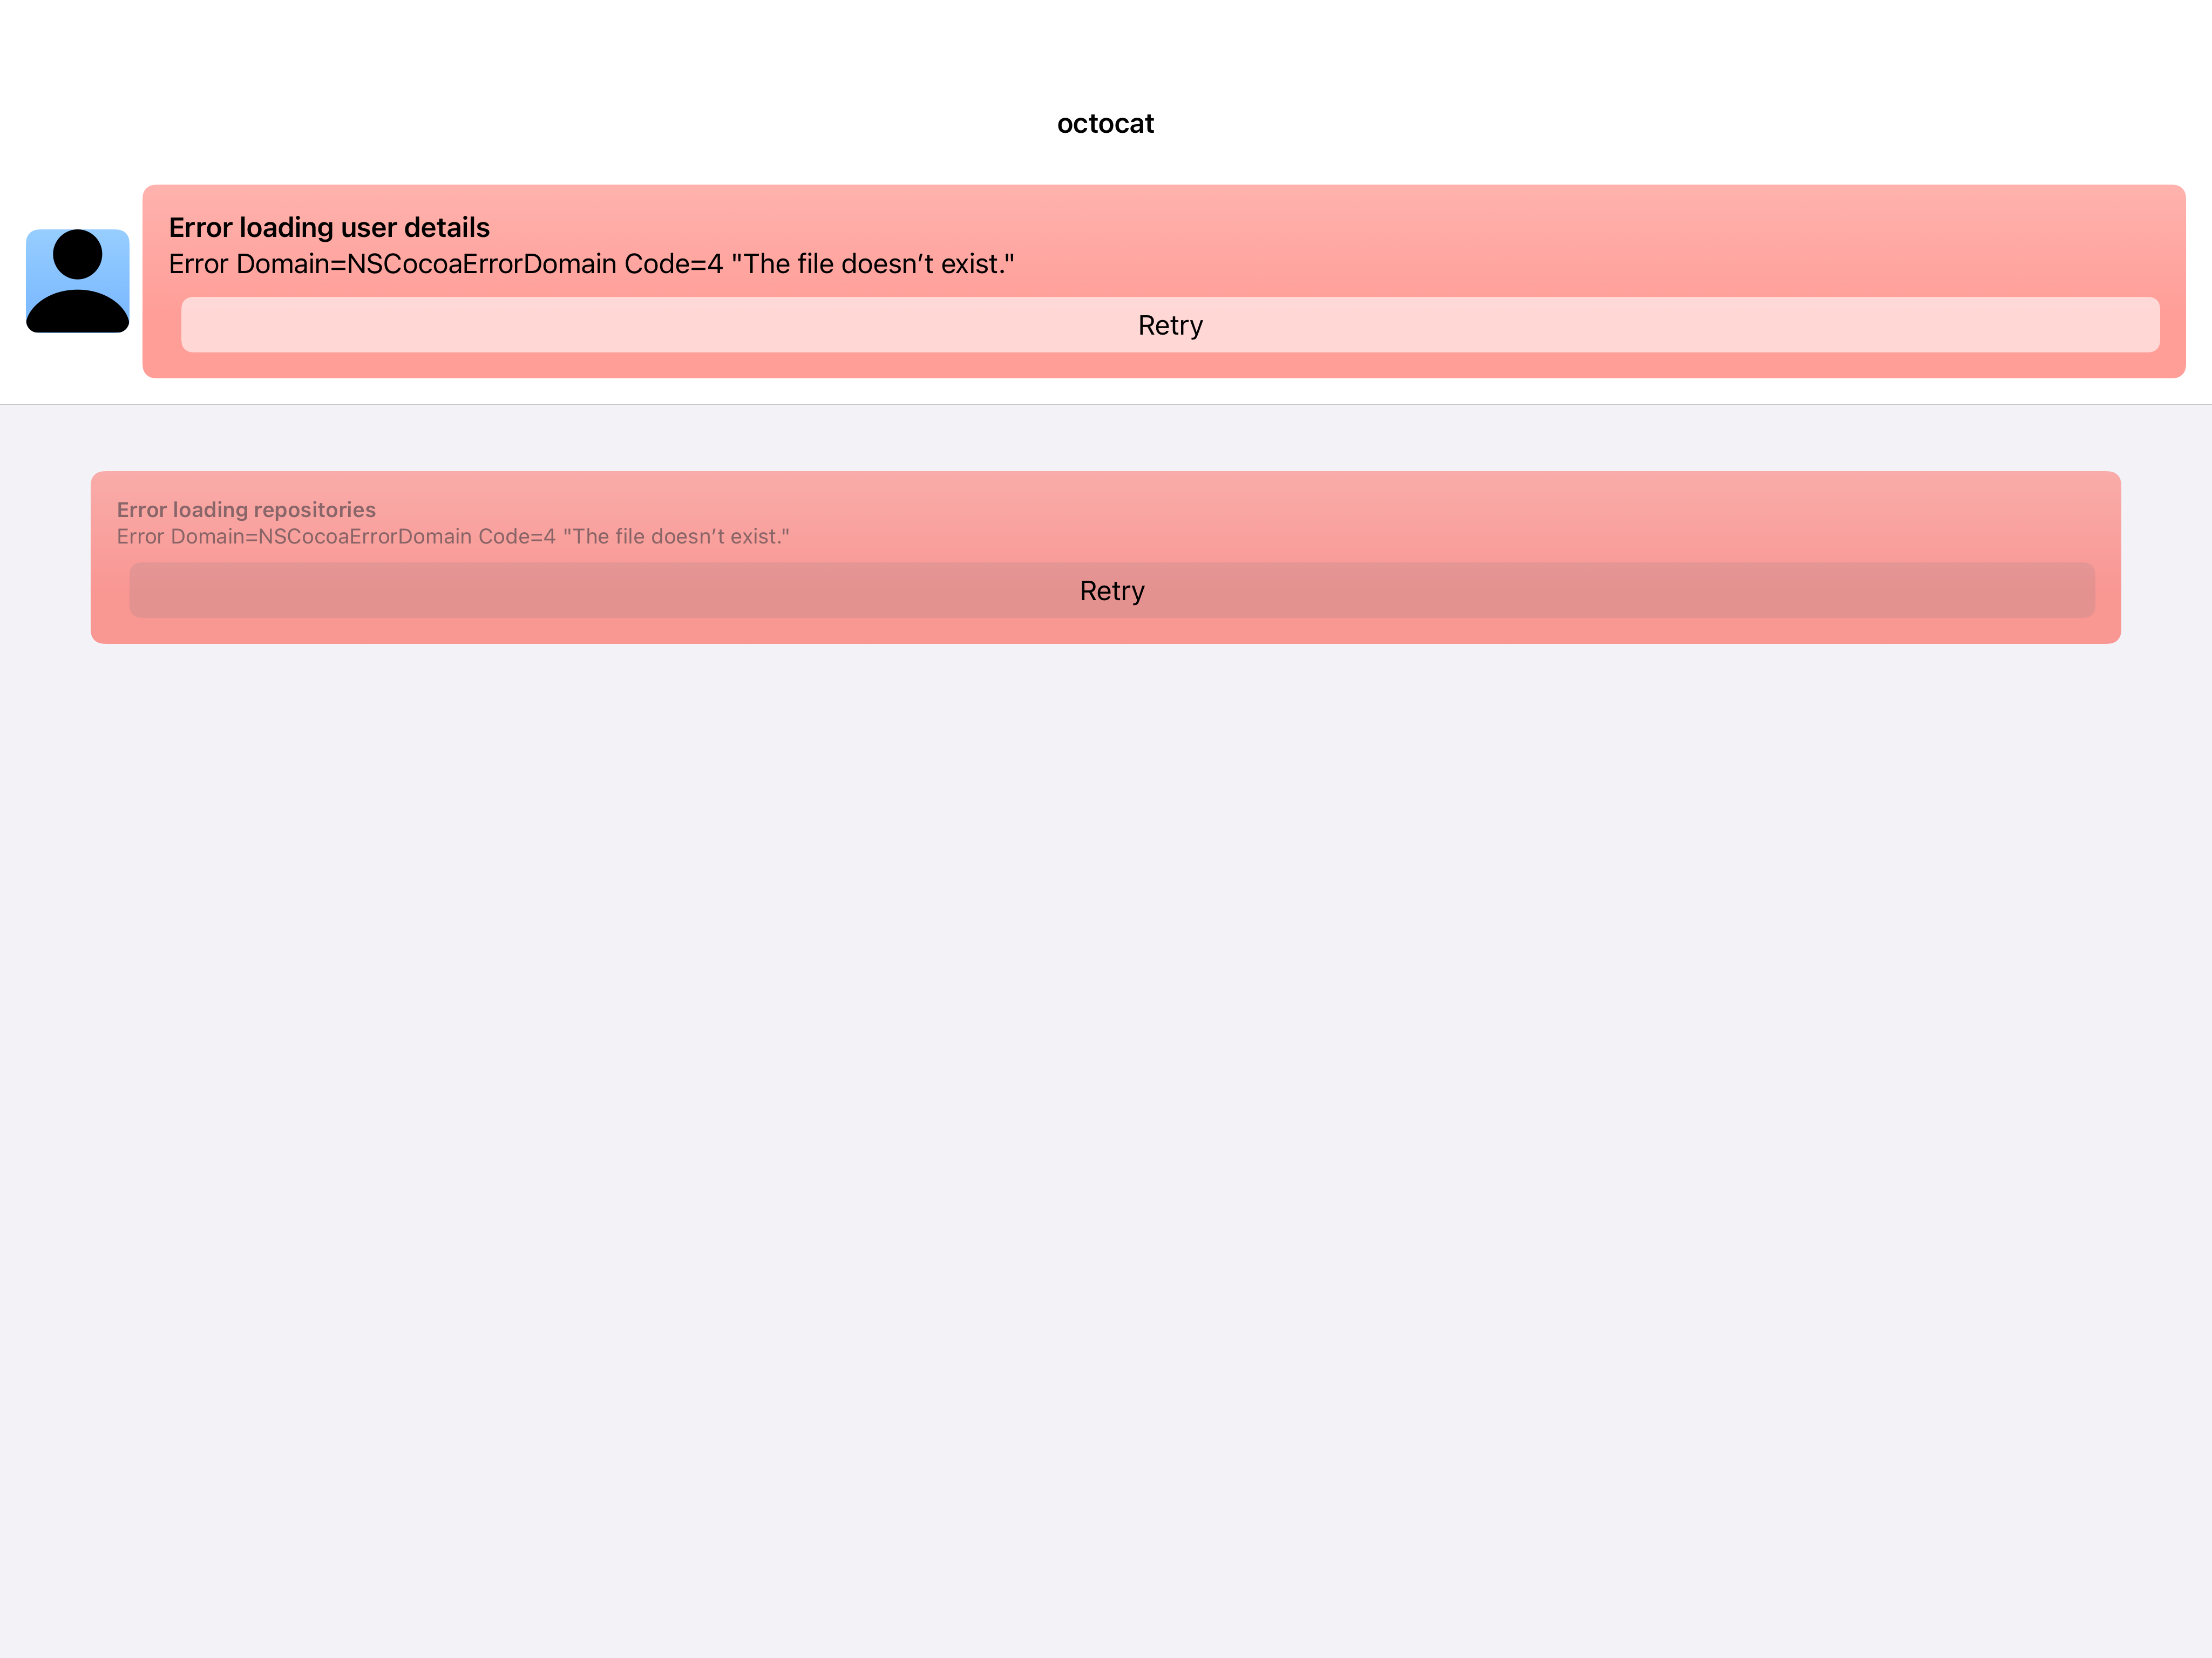 octocat
Error loading user details
Error Domain=NSCocoaErrorDomain Code=4 "The file doesn’t exist."
Retry
Error loading repositories
Error Domain=NSCocoaErrorDomain Code=4 "The file doesn’t exist."
Retry